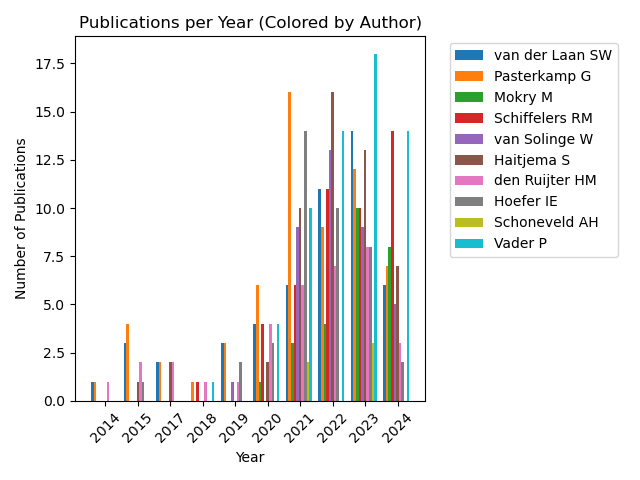 Publications per Year (Colored by Author)
Number of Publications
17.5
15.0
12.5
10.0
7.5
5.0
2.5
0.0
2014
2015
2017
2018
2019
2020
2021
2022
2023
2024
Year
van der Laan SW
Pasterkamp G
Mokry M
Schiffelers RM
van Solinge W
Haitjema S
den Ruijter HM
Hoefer IE
Schoneveld AH
Vader P